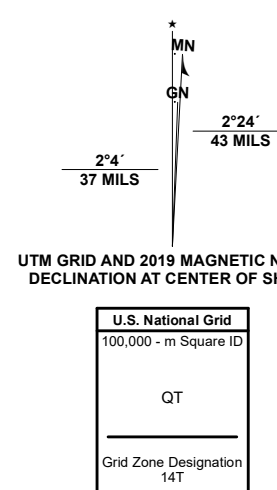 ★
MN
GN
2°24´
43 MILS
2°4´
37 MILS
UTM GRID AND 2019 MAGNETIC N
DECLINATION AT CENTER OF SH
U.S. National Grid
100,000 - m Square ID
QT
Grid Zone Designation
14T